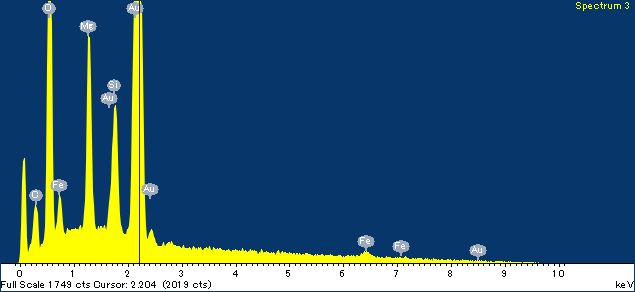 Spectrum 3
O Au
Mg
Si
Au
Fe Au
C
Fe Fe Au
0 1 2 3 4 5 6 7 8 9 10
Full Scale 1749 cts Cursor: 2.204 (2019 cts) keV